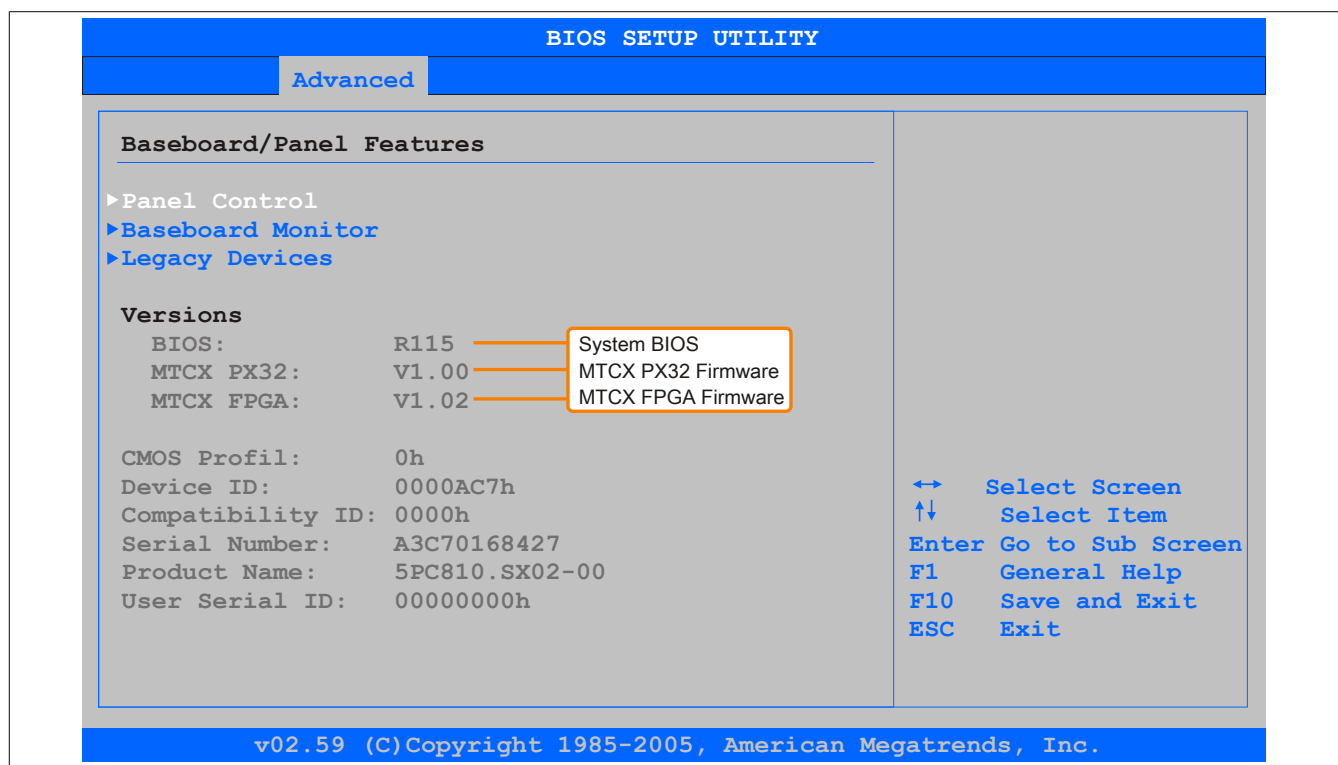 BIOS SETUP UTILITY
Advanced
Baseboard/Panel Features
Panel Control
Baseboard Monitor
Legacy Devices
Versions
BIOS: R115 System BIOS
MTCX PX32: V1.00 MTCX PX32 Firmware
MTCX FPGA: V1.02 MTCX FPGA Firmware
CMOS Profil: 0h
Device ID: 0000AC7h
Compatibility ID: 0000h
Serial Number: A3C70168427
Product Name: 5PC810.SX02-00
User Serial ID: 00000000h
↔ Select Screen
↑↓ Select Item
Enter Go to Sub Screen
F1 General Help
F10 Save and Exit
ESC Exit
v02.59 (C)Copyright 1985-2005, American Megatrends, Inc.